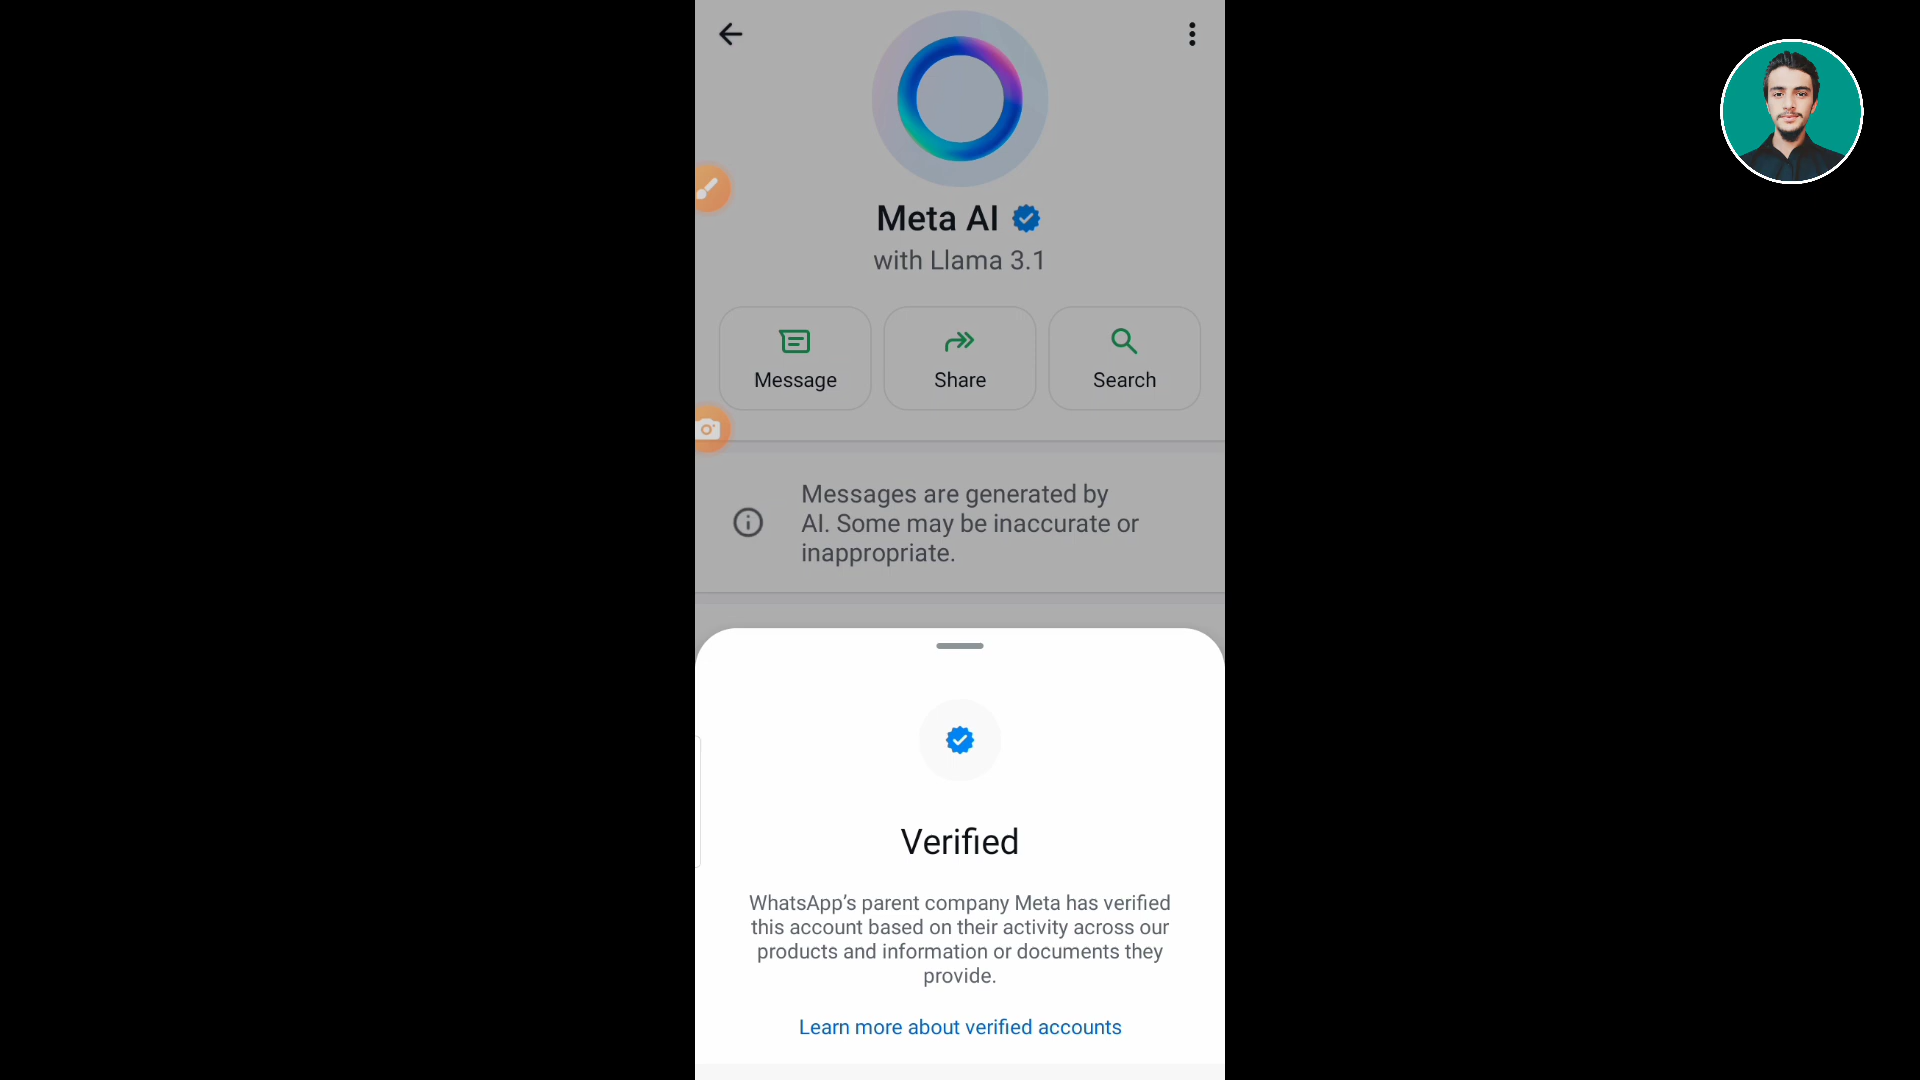 Meta AI
with Llama 3.1
Message
Share
Search
Messages are generated by
AI. Some may be inaccurate or
inappropriate.
Verified
WhatsApp’s parent company Meta has verified
this account based on their activity across our
products and information or documents they
provide.
Learn more about verified accounts